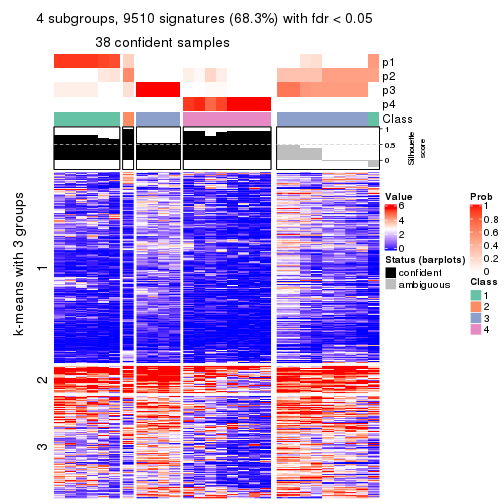 4 subgroups, 9510 signatures (68.3%) with fdr < 0.05
38 confident samples
p1
p2
p3
p4
Class
1
0.5
0
Silhouette
score
k-means with 3 groups
1
2
3
Value
6
4
2
0
Status (barplots)
confident
ambiguous
Prob
1
0.8
0.6
0.4
0.2
0
Class
1
2
3
4